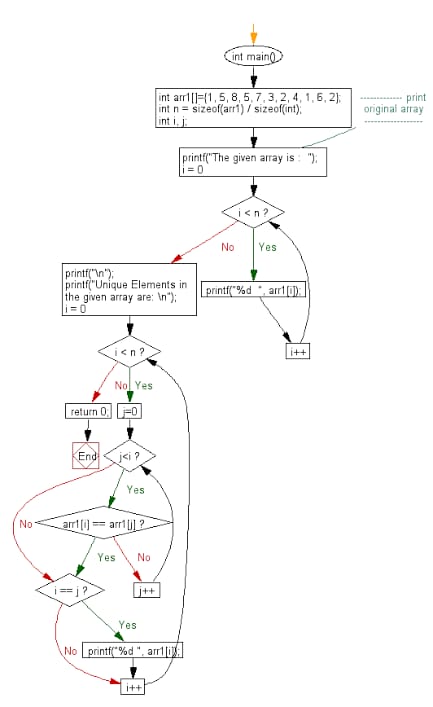 int main()
int arr1[]={1, 5, 8, 5, 7, 3, 2, 4, 1, 6, 2};
int n = sizeof(arr1) / sizeof(int);
int i, j;
------------ print
original array
-----------------
printf("The given array is :  ");
i = 0
i < n ?
No
Yes
printf("%d  ", arr1[i]);
i++
printf("\n");
printf("Unique Elements in
the given array are: \n");
i = 0
i < n ?
No
Yes
return 0;
j=0
End
j<i ?
Yes
No
arr1[i] == arr1[j] ?
Yes
No
i == j ?
j++
Yes
No
printf("%d ", arr1[i]);
i++